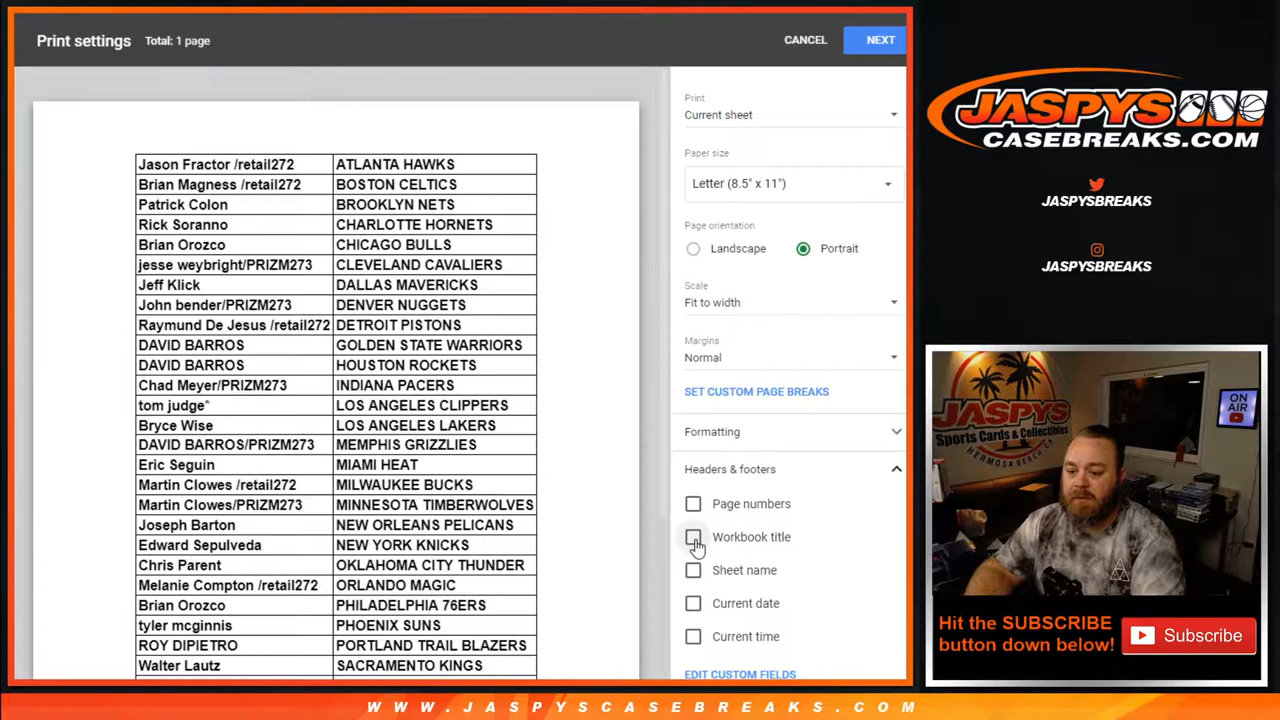 Print settings Total: 1 page CANCEL NEXT
Jason Fractor /retail272 ATLANTA HAWKS
Brian Magness /retail272 BOSTON CELTICS
Patrick Colon BROOKLYN NETS
Rick Soranno CHARLOTTE HORNETS
Brian Orozco CHICAGO BULLS
jesse weybright/PRIZM273 CLEVELAND CAVALIERS
Jeff Klick DALLAS MAVERICKS
John bender/PRIZM273 DENVER NUGGETS
Raymund De Jesus /retail272 DETROIT PISTONS
DAVID BARROS GOLDEN STATE WARRIORS
DAVID BARROS HOUSTON ROCKETS
Chad Meyer/PRIZM273 INDIANA PACERS
tom judge* LOS ANGELES CLIPPERS
Bryce Wise LOS ANGELES LAKERS
DAVID BARROS/PRIZM273 MEMPHIS GRIZZLIES
Eric Seguin MIAMI HEAT
Martin Clowes /retail272 MILWAUKEE BUCKS
Martin Clowes/PRIZM273 MINNESOTA TIMBERWOLVES
Joseph Barton NEW ORLEANS PELICANS
Edward Sepulveda NEW YORK KNICKS
Chris Parent OKLAHOMA CITY THUNDER
Melanie Compton /retail272 ORLANDO MAGIC
Brian Orozco PHILADELPHIA 76ERS
tyler mcginnis PHOENIX SUNS
ROY DIPIETRO PORTLAND TRAIL BLAZERS
Walter Lautz SACRAMENTO KINGS
Print
Current sheet
Paper size
Letter (8.5" x 11")
Page orientation
Landscape Portrait
Scale
Fit to width
Margins
Normal
SET CUSTOM PAGE BREAKS
Formatting
Headers & footers
Page numbers
Workbook title
Sheet name
Current date
Current time
EDIT CUSTOM FIELDS
JASPYS
CASEBREAKS.COM
JASPYSBREAKS
JASPYSBREAKS
JASPYS
Sports Cards & Collectibles
HERMOSA BEACH, CA
ON
AIR
Hit the SUBSCRIBE
button down below!
Subscribe
WWW.JASPYSCASEBREAKS.COM